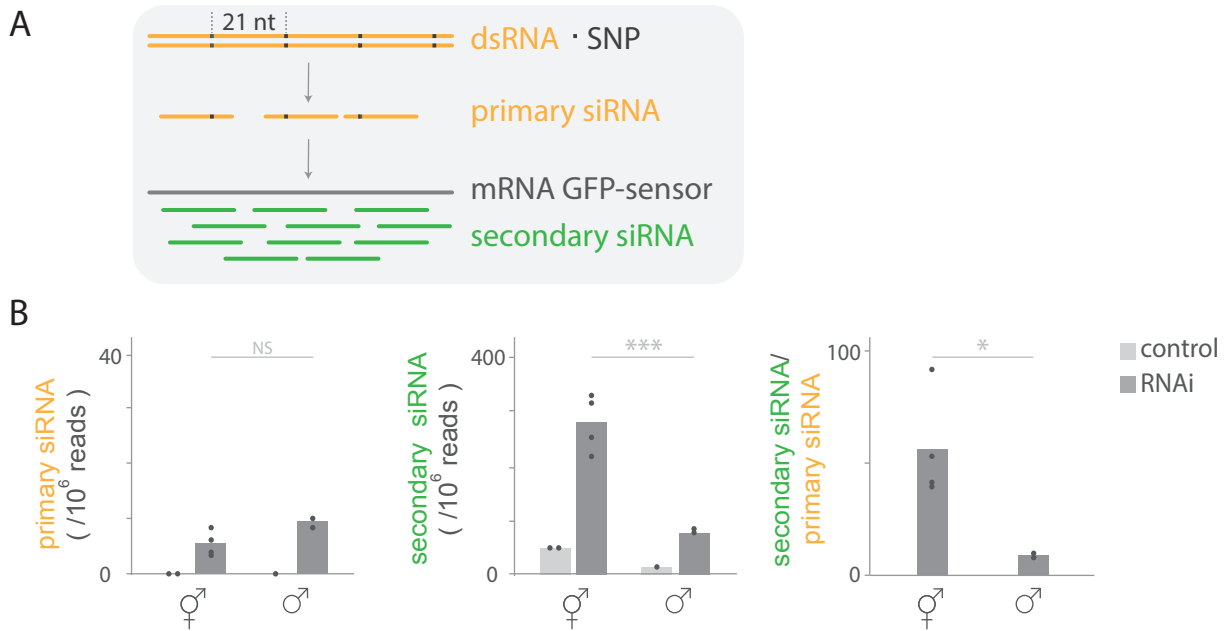 A
21 nt
dsRNA · SNP
primary siRNA
mRNA GFP-sensor
secondary siRNA
B
primary siRNA
( /10⁶ reads )
40
0
NS
⚥
♂
secondary siRNA
( /10⁶ reads )
400
0
***
⚥
♂
secondary siRNA/
primary siRNA
100
0
*
⚥
♂
control
RNAi